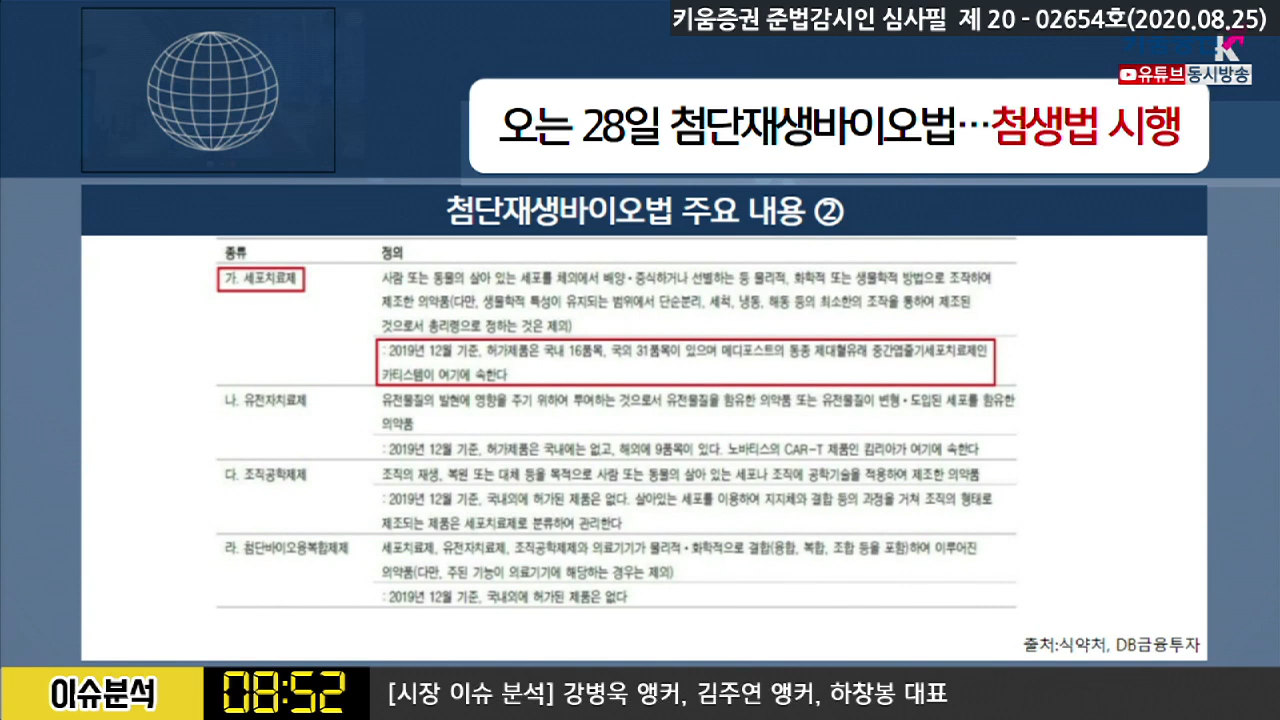 키움증권 준법감시인 심사필 제 20 - 02654호(2020.08.25)
K
유튜브 동시방송
오는 28일 첨단재생바이오법…첨생법 시행
첨단재생바이오법 주요 내용 ②
종류 정의
가. 세포치료제 사람 또는 동물의 살아 있는 세포를 체외에서 배양·증식하거나 선별하는 등 물리적, 화학적 또는 생물학적 방법으로 조작하여
제조한 의약품(다만, 생물학적 특성이 유지되는 범위에서 단순분리, 세척, 냉동, 해동 등의 최소한의 조작을 통하여 제조된
것으로서 총리령으로 정하는 것은 제외)
: 2019년 12월 기준, 허가제품은 국내 16품목, 국외 31품목이 있으며 메디포스트의 동종 제대혈유래 중간엽줄기세포치료제인
카티스템이 여기에 속한다
나. 유전자치료제 유전물질의 발현에 영향을 주기 위하여 투여하는 것으로서 유전물질을 함유한 의약품 또는 유전물질이 변형·도입된 세포를 함유한
의약품
: 2019년 12월 기준, 허가제품은 국내에는 없고, 해외에 9품목이 있다. 노바티스의 CAR-T 제품인 킴리아가 여기에 속한다
다. 조직공학제제 조직의 재생, 복원 또는 대체 등을 목적으로 사람 또는 동물의 살아 있는 세포나 조직에 공학기술을 적용하여 제조한 의약품
: 2019년 12월 기준, 국내외에 허가된 제품은 없다. 살아있는 세포를 이용하여 지지체와 결합 등의 과정을 거쳐 조직의 형태로
제조되는 제품은 세포치료제로 분류하여 관리한다
라. 첨단바이오융복합제제 세포치료제, 유전자치료제, 조직공학제제와 의료기기가 물리적·화학적으로 결합(융합, 복합, 조합 등을 포함)하여 이루어진
의약품(다만, 주된 기능이 의료기기에 해당하는 경우는 제외)
: 2019년 12월 기준, 국내외에 허가된 제품은 없다
출처:식약처, DB금융투자
이슈분석 08:52 [시장 이슈 분석] 강병욱 앵커, 김주연 앵커, 하창봉 대표